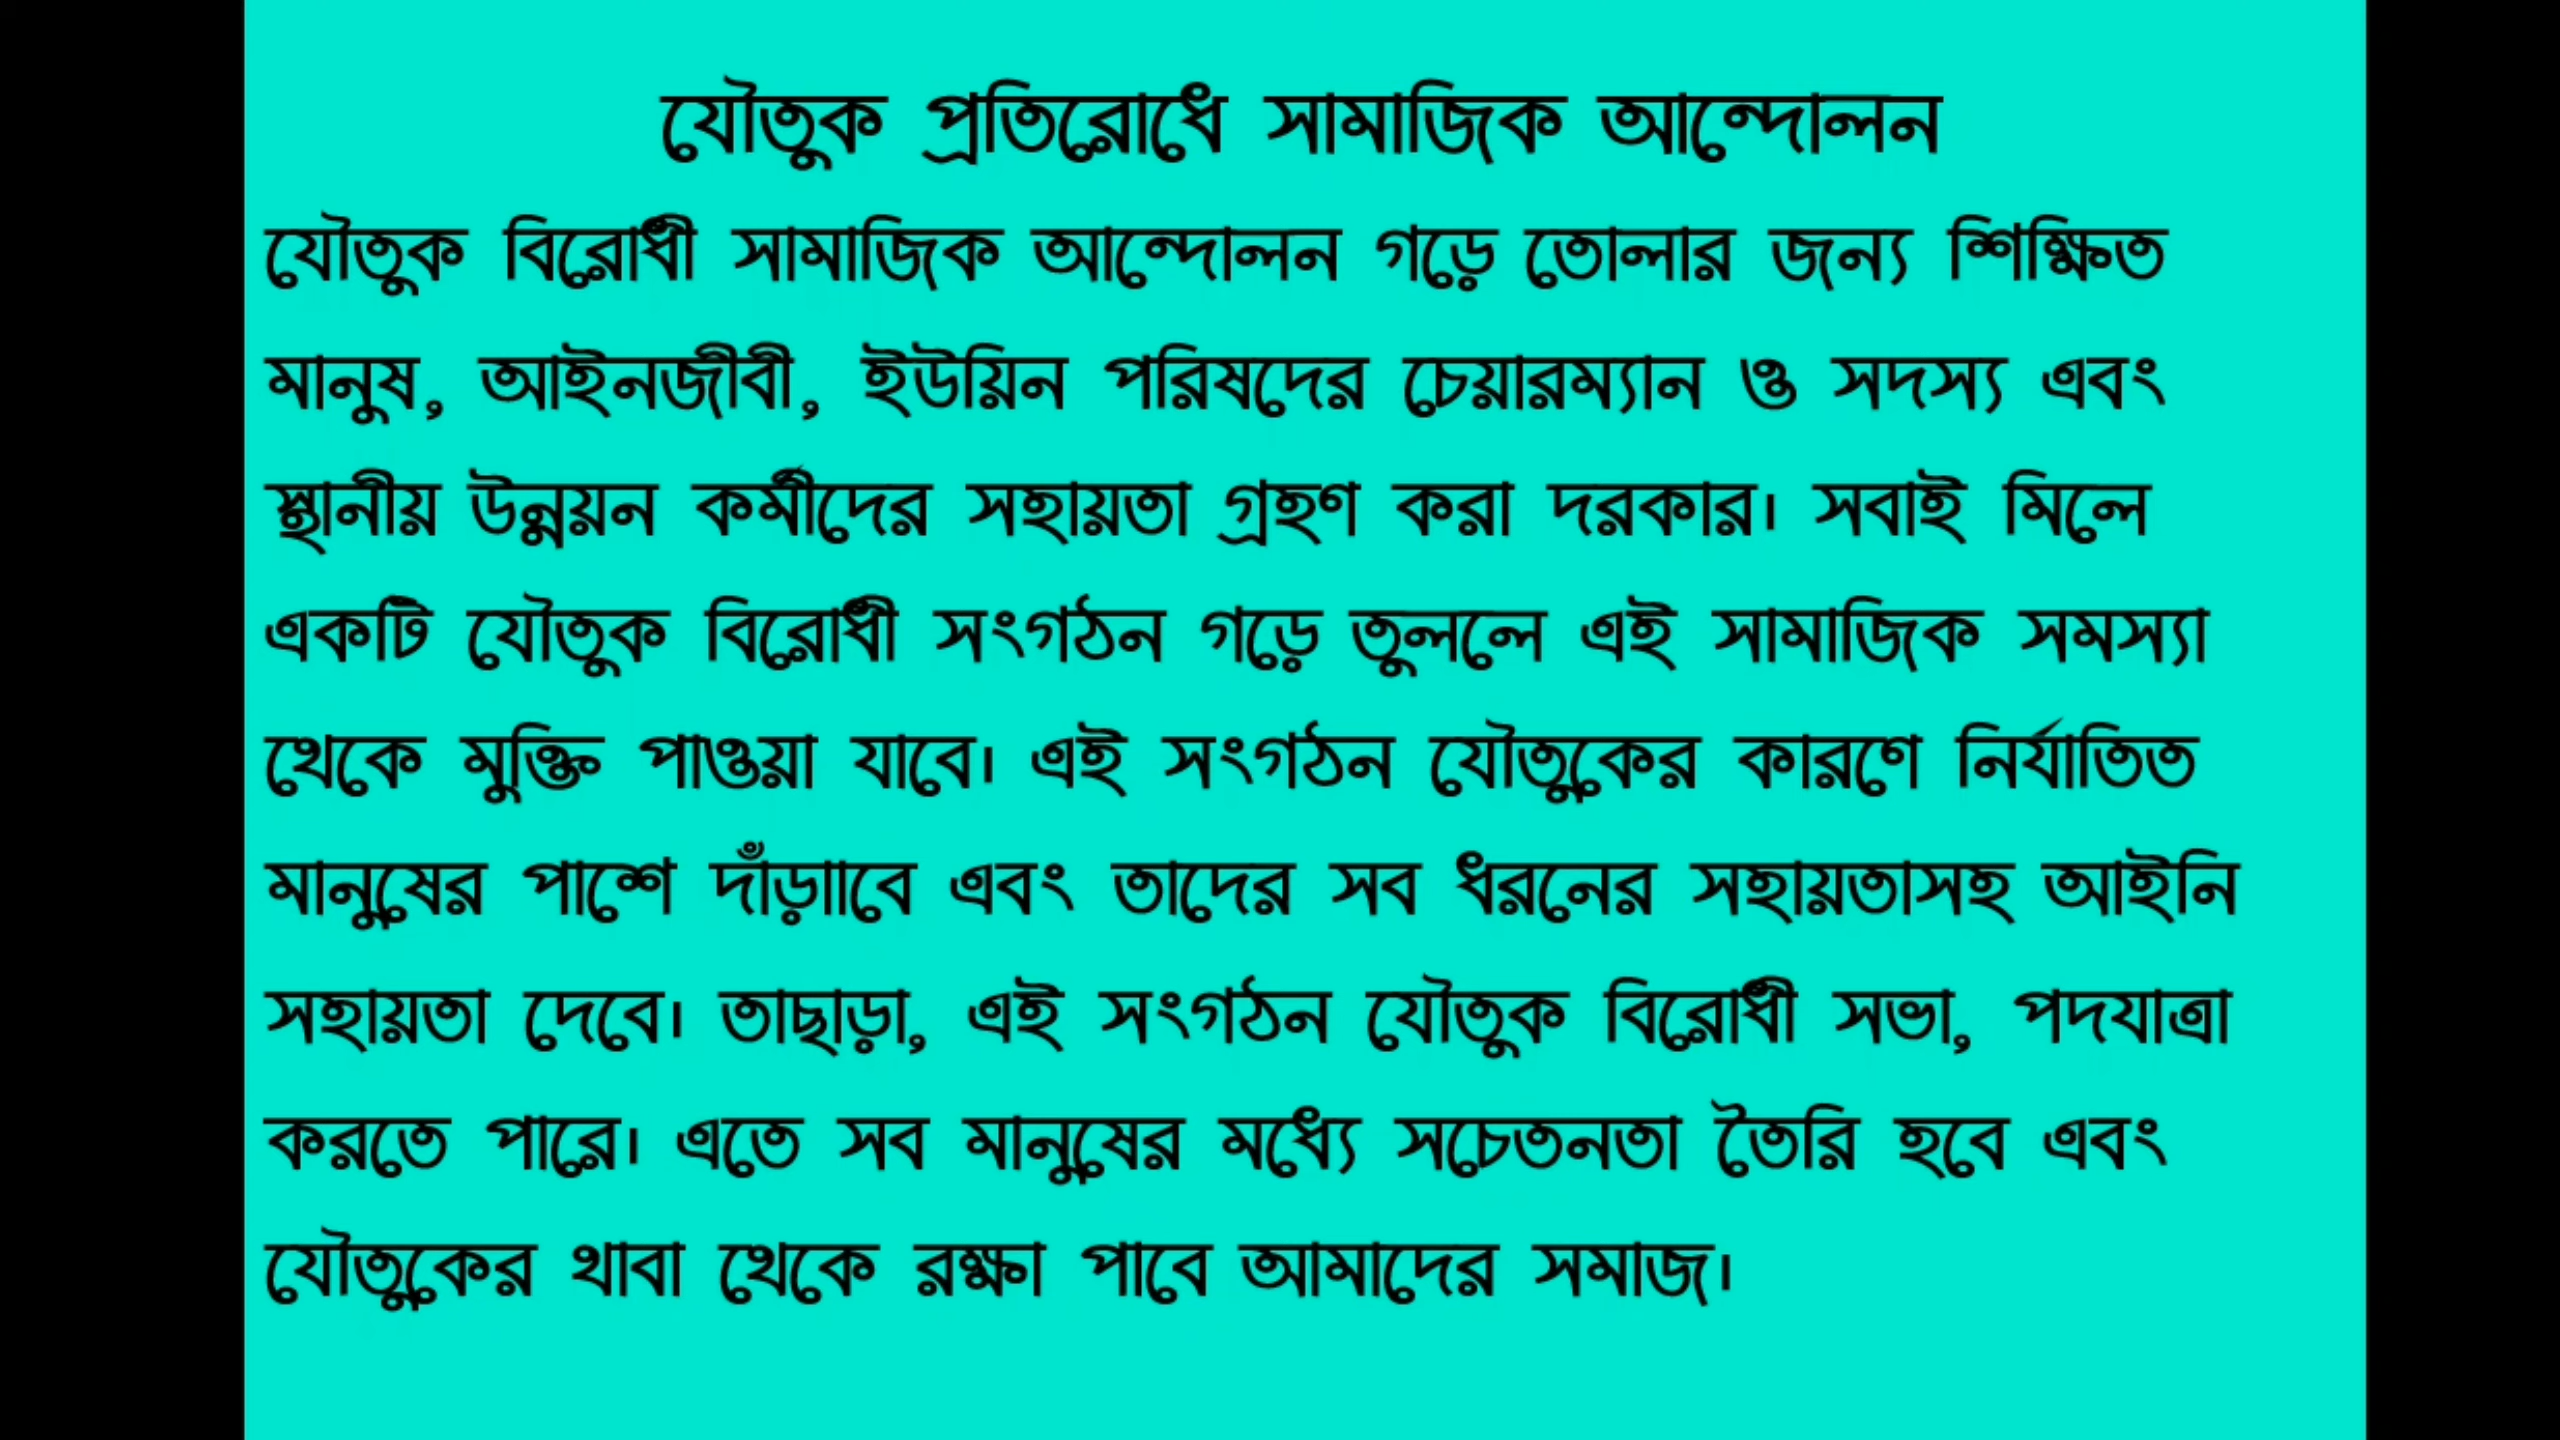 যৌতুক প্রতিরোধে সামাজিক আন্দোলন
যৌতুক বিরোধী সামাজিক আন্দোলন গড়ে তোলার জন্য শিক্ষিত
মানুষ, আইনজীবী, ইউয়িন পরিষদের চেয়ারম্যান ও সদস্য এবং
স্থানীয় উন্নয়ন কর্মীদের সহায়তা গ্রহণ করা দরকার। সবাই মিলে
একটি যৌতুক বিরোধী সংগঠন গড়ে তুললে এই সামাজিক সমস্যা
থেকে মুক্তি পাওয়া যাবে। এই সংগঠন যৌতুকের কারণে নির্যাতিত
মানুষের পাশে দাঁড়াাবে এবং তাদের সব ধরনের সহায়তাসহ আইনি
সহায়তা দেবে। তাছাড়া, এই সংগঠন যৌতুক বিরোধী সভা, পদযাত্রা
করতে পারে। এতে সব মানুষের মধ্যে সচেতনতা তৈরি হবে এবং
যৌতুকের থাবা থেকে রক্ষা পাবে আমাদের সমাজ।